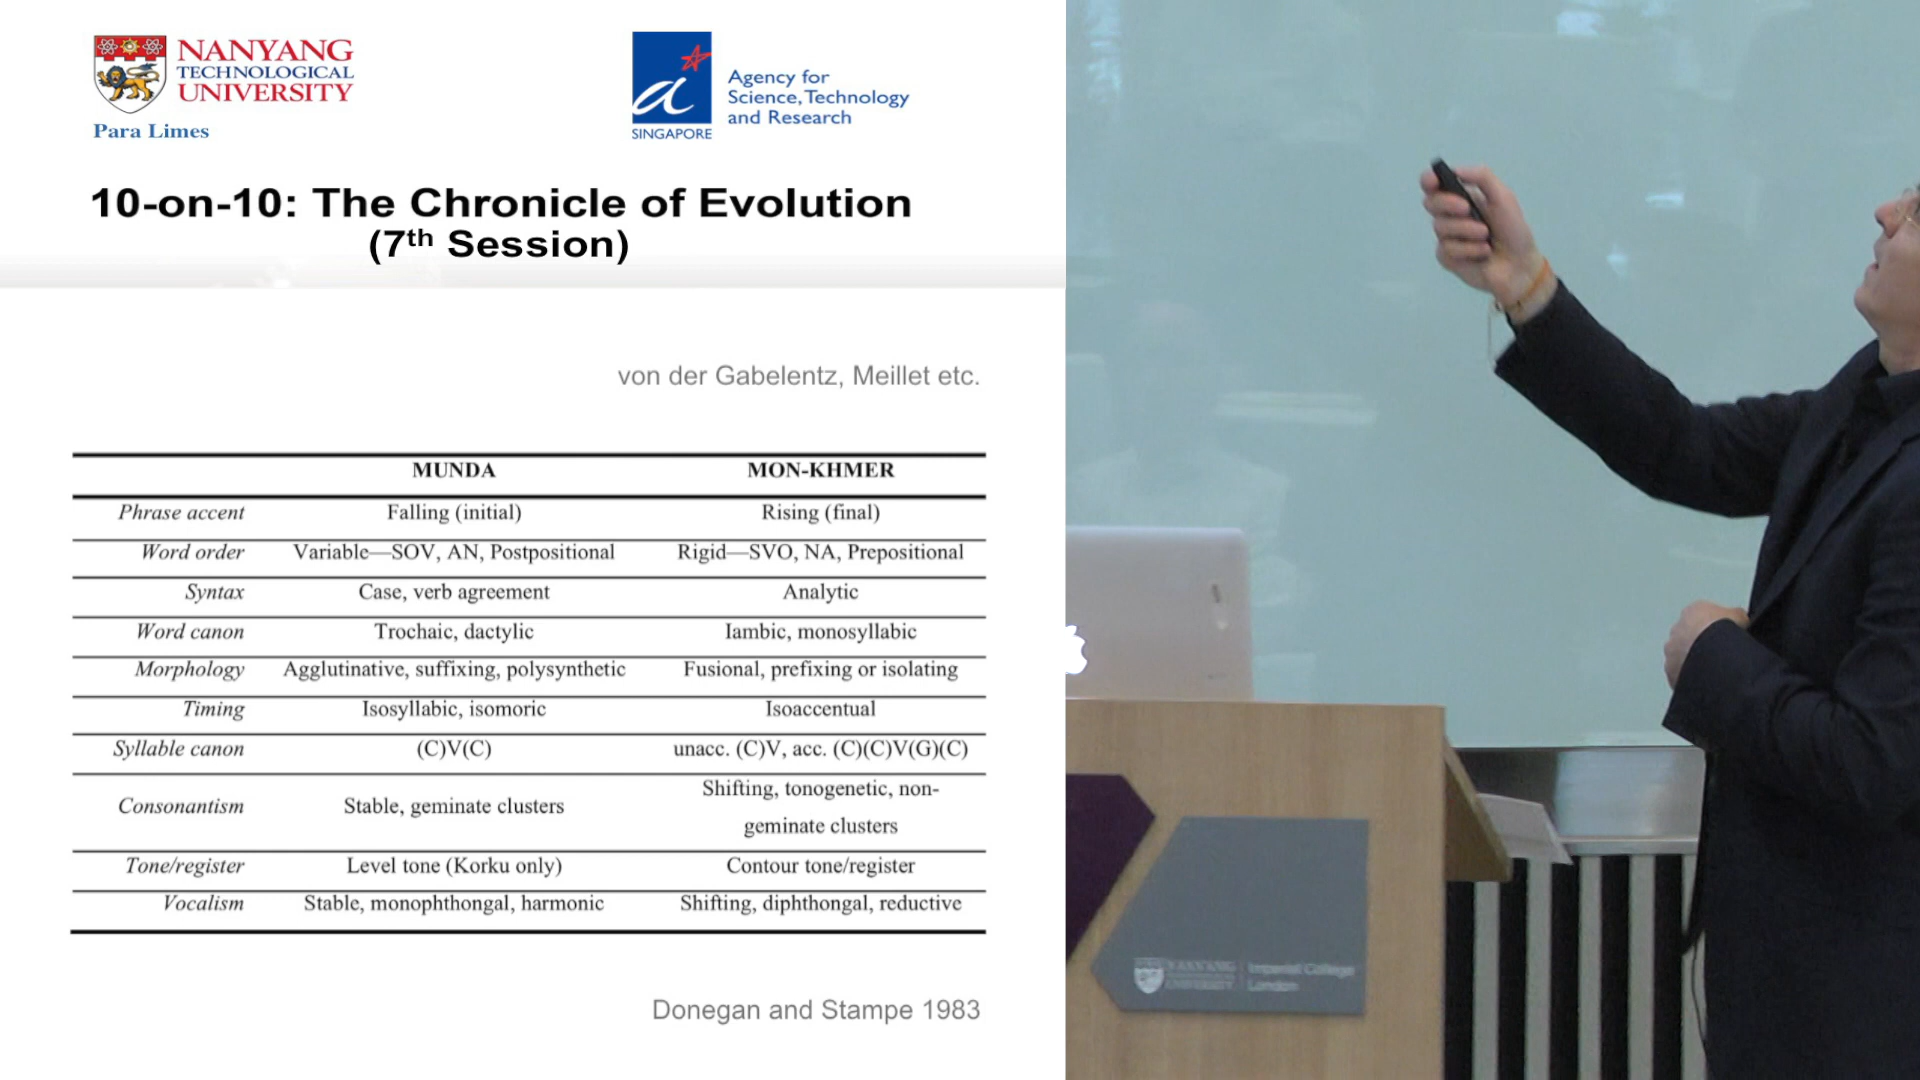 NANYANG
TECHNOLOGICAL
UNIVERSITY
Para Limes
SINGAPORE
Agency for
Science, Technology
and Research
10-on-10: The Chronicle of Evolution
(7th Session)
von der Gabelentz, Meillet etc.
MUNDA MON-KHMER
Phrase accent Falling (initial) Rising (final)
Word order Variable—SOV, AN, Postpositional Rigid—SVO, NA, Prepositional
Syntax Case, verb agreement Analytic
Word canon Trochaic, dactylic Iambic, monosyllabic
Morphology Agglutinative, suffixing, polysynthetic Fusional, prefixing or isolating
Timing Isosyllabic, isomoric Isoaccentual
Syllable canon (C)V(C) unacc. (C)V, acc. (C)(C)V(G)(C)
Consonantism Stable, geminate clusters Shifting, tonogenetic, non-
geminate clusters
Tone/register Level tone (Korku only) Contour tone/register
Vocalism Stable, monophthongal, harmonic Shifting, diphthongal, reductive
Donegan and Stampe 1983
NANYANG
UNIVERSITY
Imperial College
London